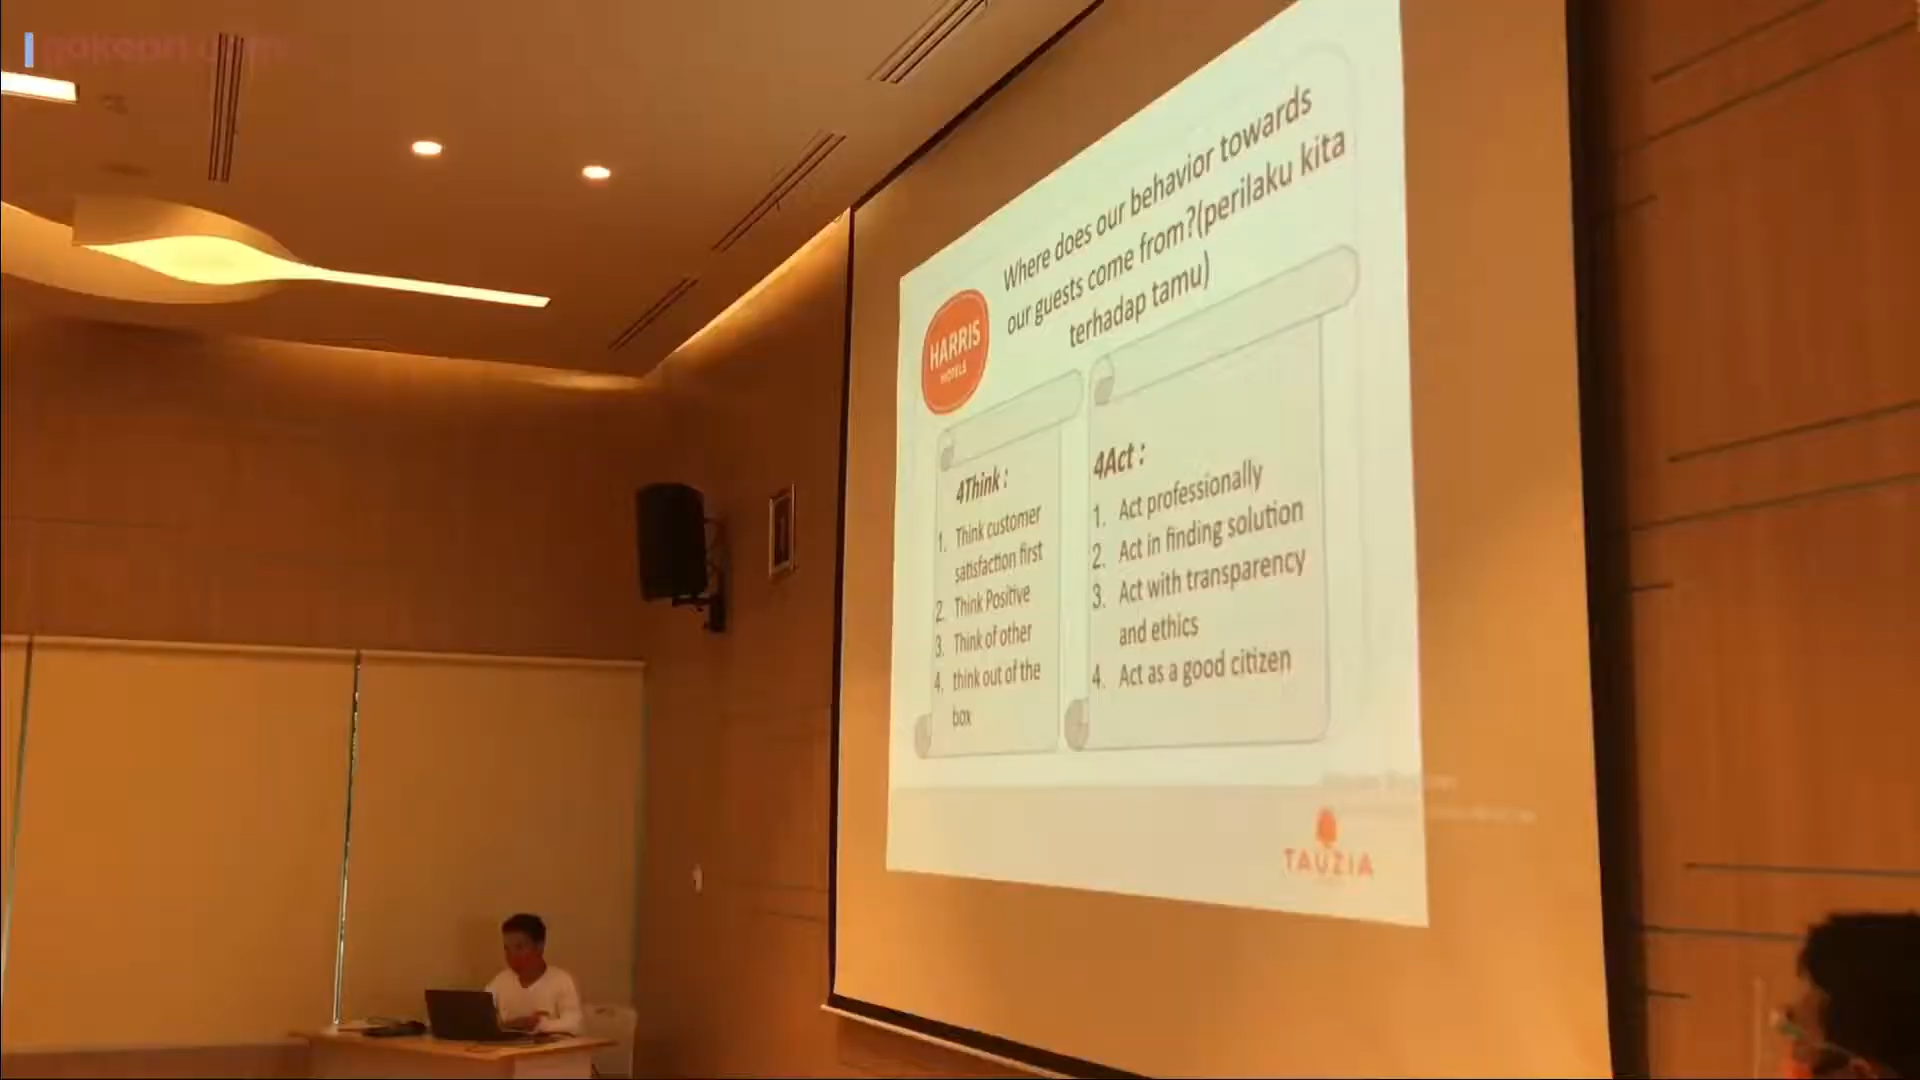 Where does our behavior towards
our guests come from?(perilaku kita
terhadap tamu)
HARRIS
HOTELS
4Think :
1. Think customer
satisfaction first
2. Think Positive
3. Think of other
4. think out of the
box
4Act :
1. Act professionally
2. Act in finding solution
3. Act with transparency
and ethics
4. Act as a good citizen
TAUZIA